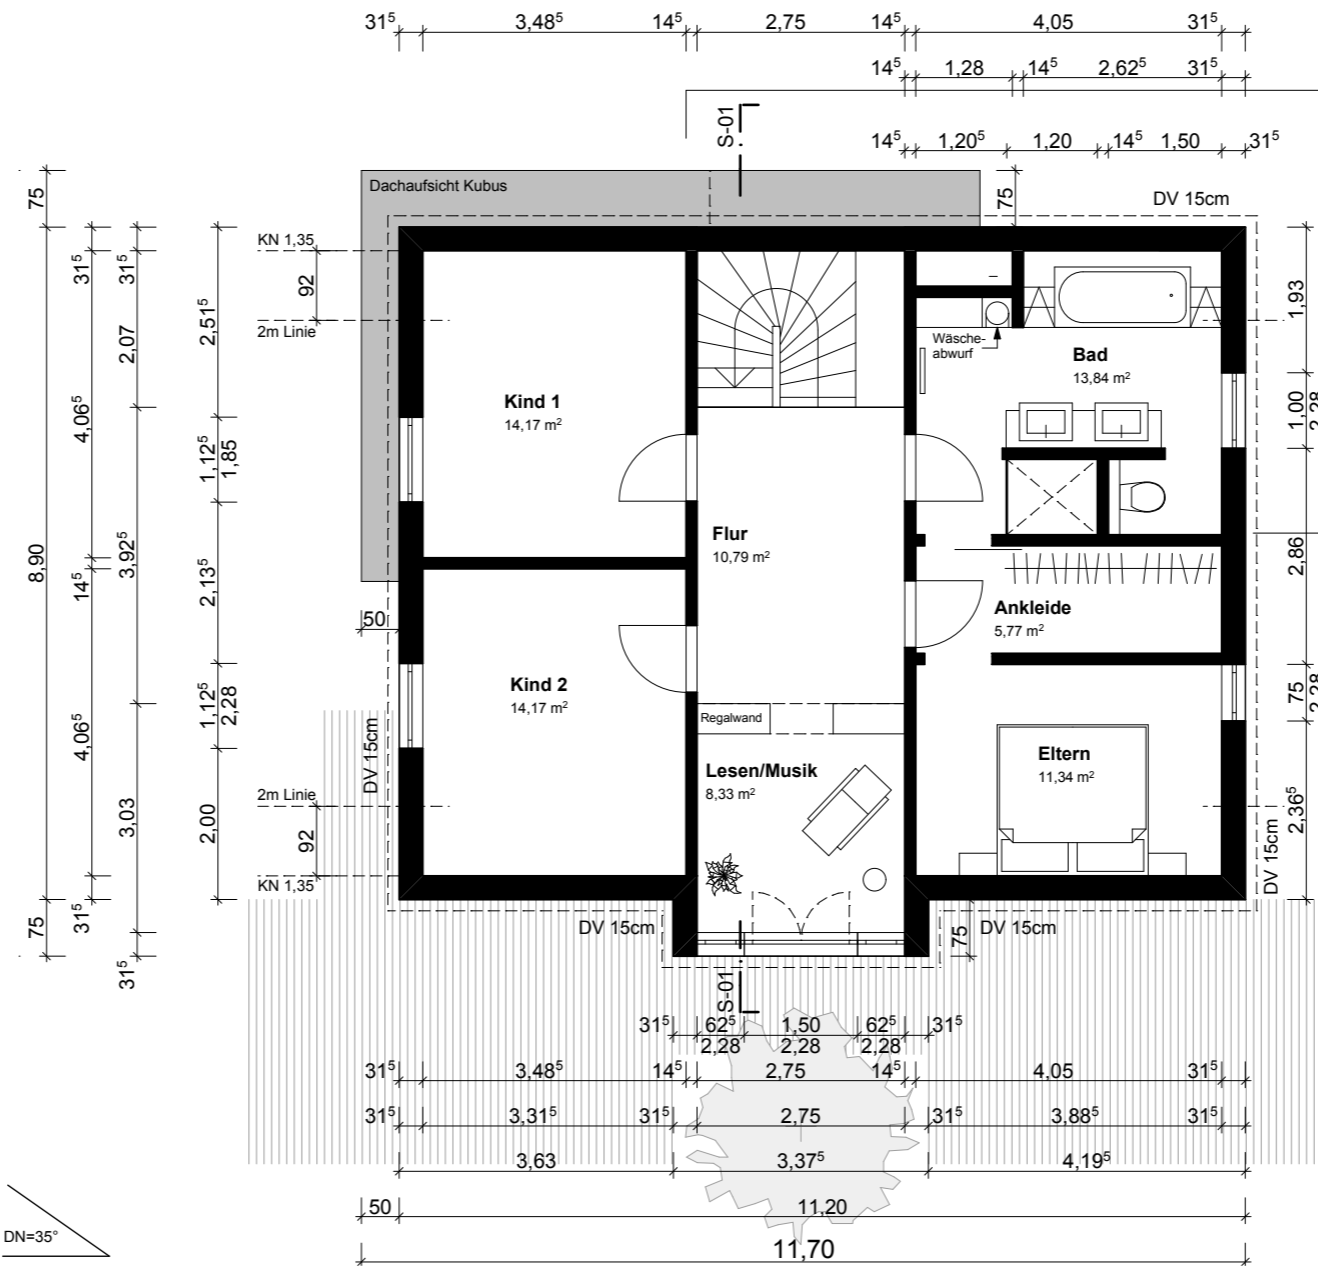 31⁵ 3,48⁵ 14⁵ 2,75 14⁵ 4,05 31⁵
14⁵ 1,28 14⁵ 2,62⁵ 31⁵
14⁵ 1,20⁵ 1,20 14⁵ 1,50 31⁵
S-01
Dachaufsicht Kubus
75
DV 15cm
75
KN 1,35
92
2m Linie
31⁵
31⁵
2,07
2,51⁵
4,06⁵
1,12⁵
1,85
8,90
3,92⁵
14⁵
2,13⁵
50
1,12⁵
2,28
4,06⁵
3,03
2,00
2m Linie
92
KN 1,35
75
31⁵
31⁵
DV 15cm
Kind 1
14,17 m²
Wäsche-
abwurf
Bad
13,84 m²
Flur
10,79 m²
Ankleide
5,77 m²
Kind 2
14,17 m²
Regalwand
Lesen/Musik
8,33 m²
Eltern
11,34 m²
1,93
1,00
2,28
2,86
75
2,28
2,36⁵
DV 15cm
DV 15cm
75
DV 15cm
S-01
31⁵ 62⁵ 1,50 62⁵ 31⁵
2,28 2,28 2,28
31⁵ 3,48⁵ 14⁵ 2,75 14⁵ 4,05 31⁵
31⁵ 3,31⁵ 31⁵ 2,75 31⁵ 3,88⁵ 31⁵
3,63 3,37⁵ 4,19⁵
50 11,20
DN=35°
11,70